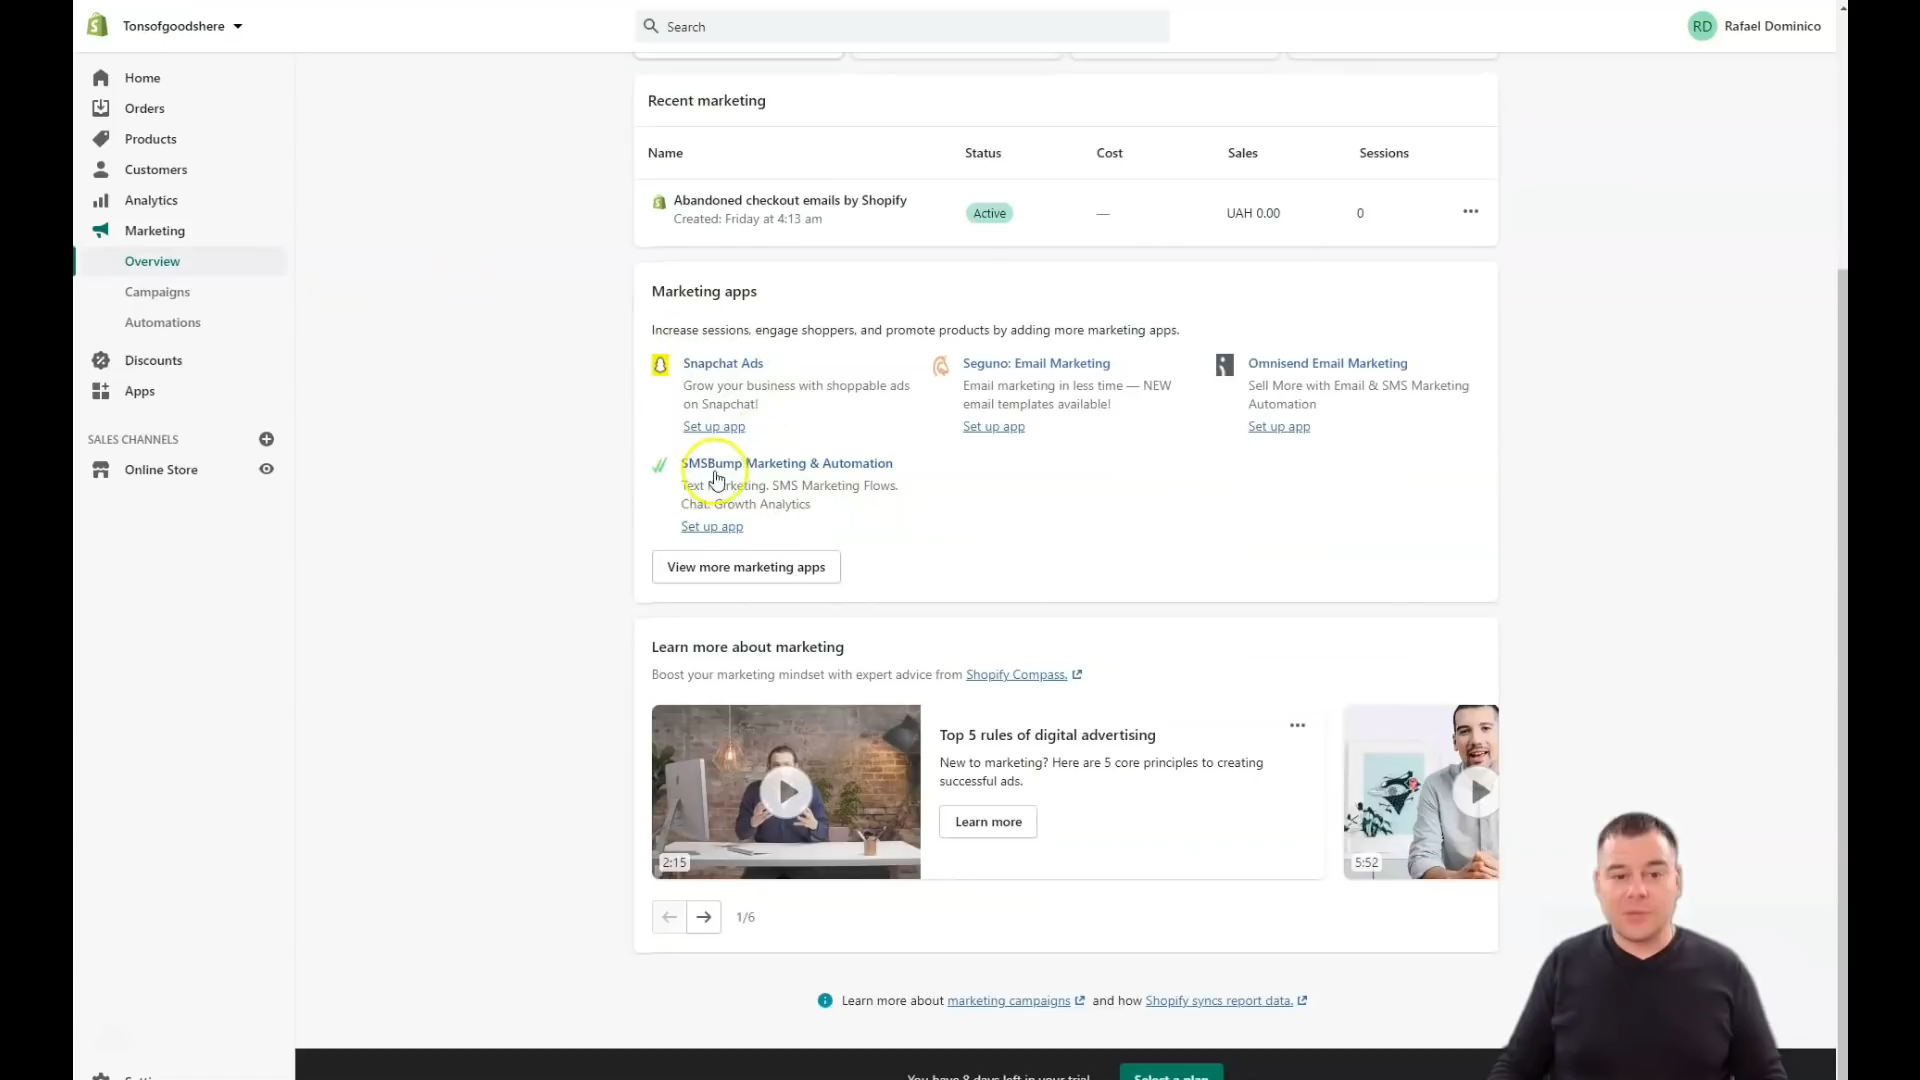 Tonsofgoodshere
Search
RD Rafael Dominico
Home
Orders
Products
Customers
Analytics
Marketing
Overview
Campaigns
Automations
Discounts
Apps
SALES CHANNELS
Online Store
Recent marketing
Name Status Cost Sales Sessions
Abandoned checkout emails by Shopify
Created: Friday at 4:13 am
Active — UAH 0.00 0
Marketing apps
Increase sessions, engage shoppers, and promote products by adding more marketing apps.
Snapchat Ads
Grow your business with shoppable ads
on Snapchat!
Set up app
Seguno: Email Marketing
Email marketing in less time — NEW
email templates available!
Set up app
Omnisend Email Marketing
Sell More with Email & SMS Marketing
Automation
Set up app
SMSBump Marketing & Automation
Text Marketing. SMS Marketing Flows.
Chat. Growth Analytics
Set up app
View more marketing apps
Learn more about marketing
Boost your marketing mindset with expert advice from Shopify Compass.
2:15
Top 5 rules of digital advertising
New to marketing? Here are 5 core principles to creating
successful ads.
Learn more
5:52
1/6
Learn more about marketing campaigns and how Shopify syncs report data.
You have 8 days left in your trial
Select a plan